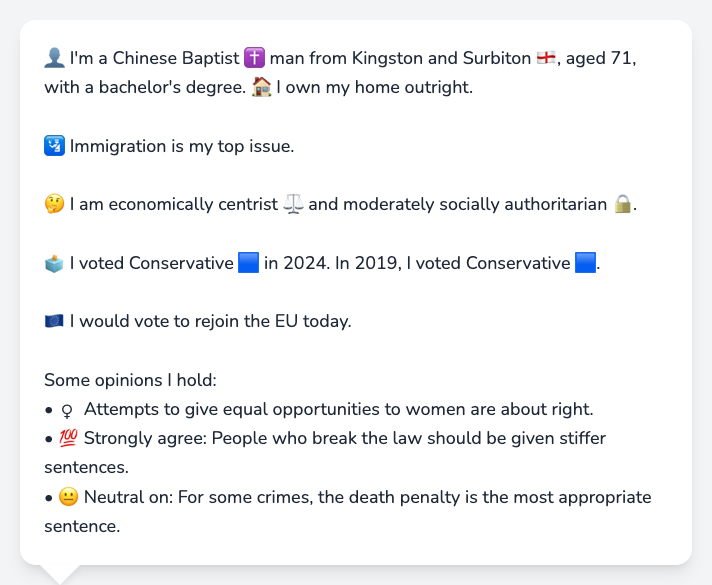 👤 I'm a Chinese Baptist ✝️ man from Kingston and Surbiton 🏴󠁧󠁢󠁥󠁮󠁧󠁿, aged 71,
with a bachelor's degree. 🏠 I own my home outright.
🛂 Immigration is my top issue.
🤔 I am economically centrist ⚖️ and moderately socially authoritarian 🔒.
🗳️ I voted Conservative 🟦 in 2024. In 2019, I voted Conservative 🟦.
🇪🇺 I would vote to rejoin the EU today.
Some opinions I hold:
• ♀ Attempts to give equal opportunities to women are about right.
• 💯 Strongly agree: People who break the law should be given stiffer
sentences.
• 😐 Neutral on: For some crimes, the death penalty is the most appropriate
sentence.